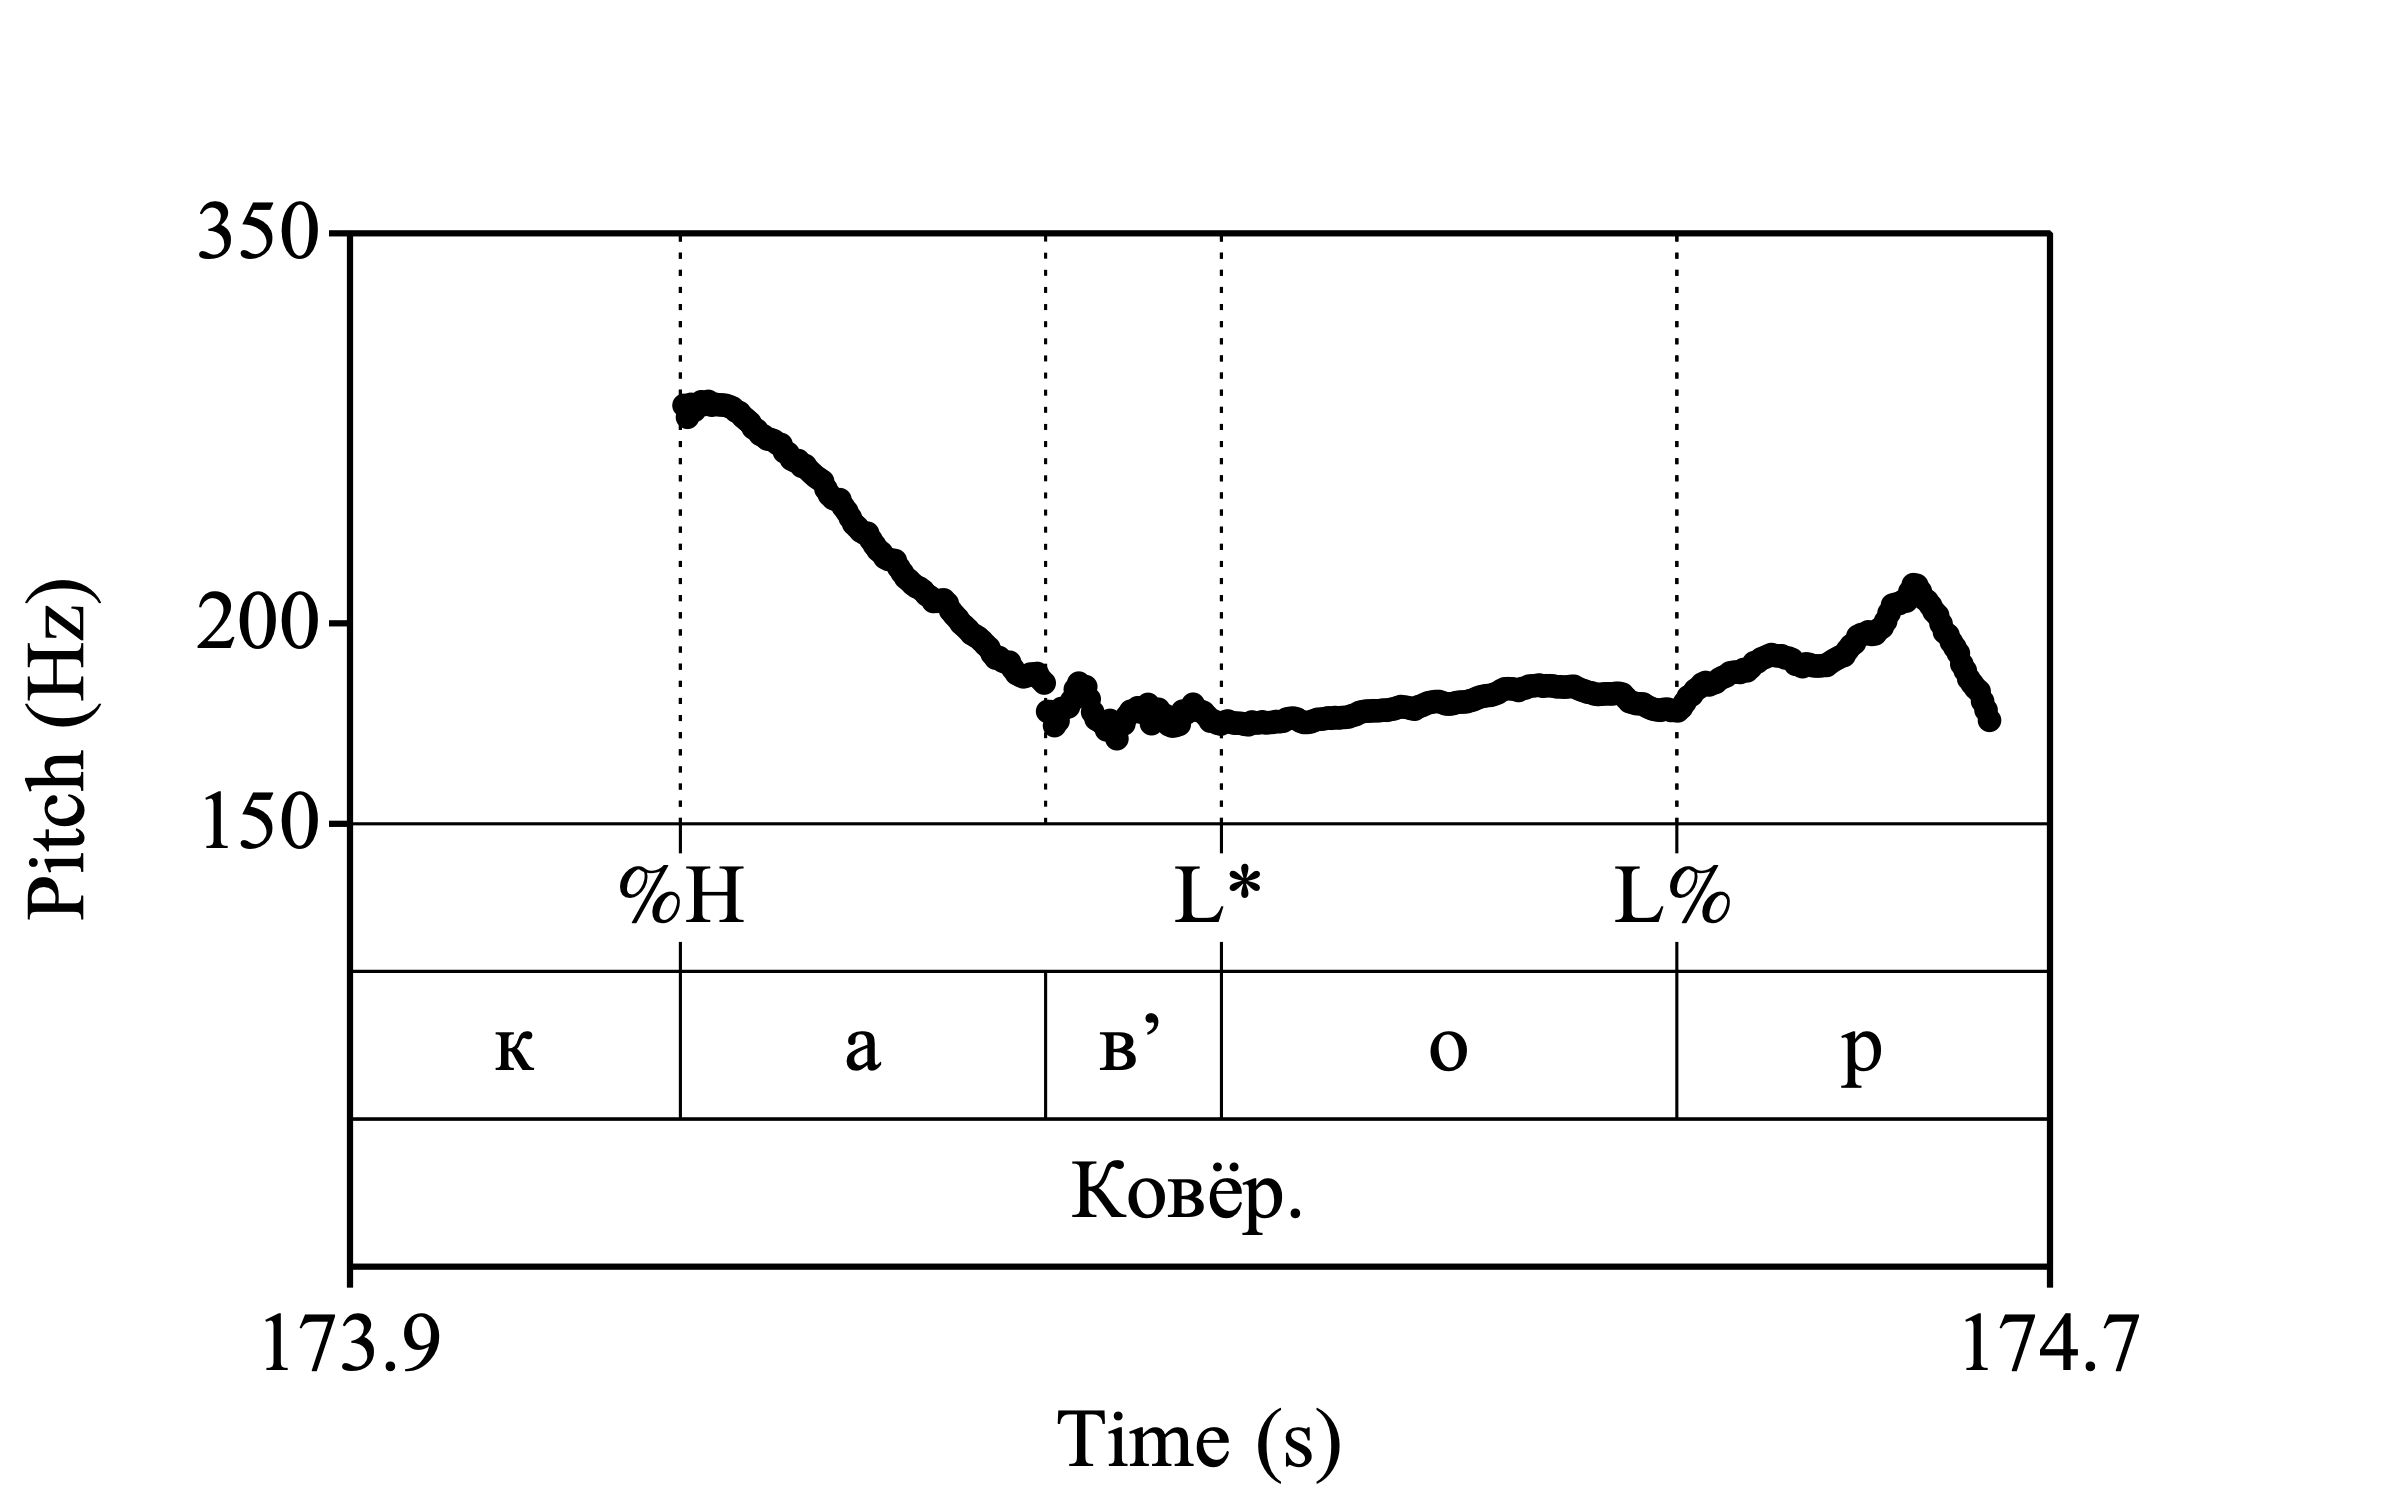 350
200
150
Pitch (Hz)
%H L* L%
к а в’ о р
Ковёр.
173.9 174.7
Time (s)